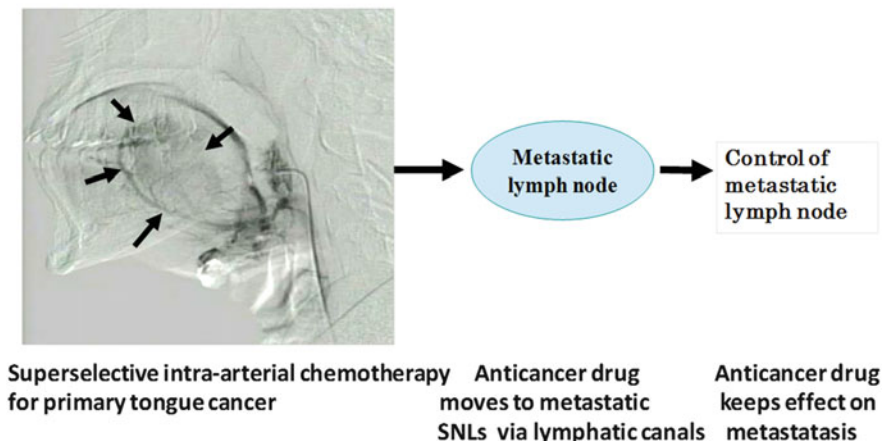 Metastatic
lymph node
Control of
metastatic
lymph node
Superselective intra-arterial chemotherapy
for primary tongue cancer
Anticancer drug
moves to metastatic
SNLs via lymphatic canals
Anticancer drug
keeps effect on
metastatasis